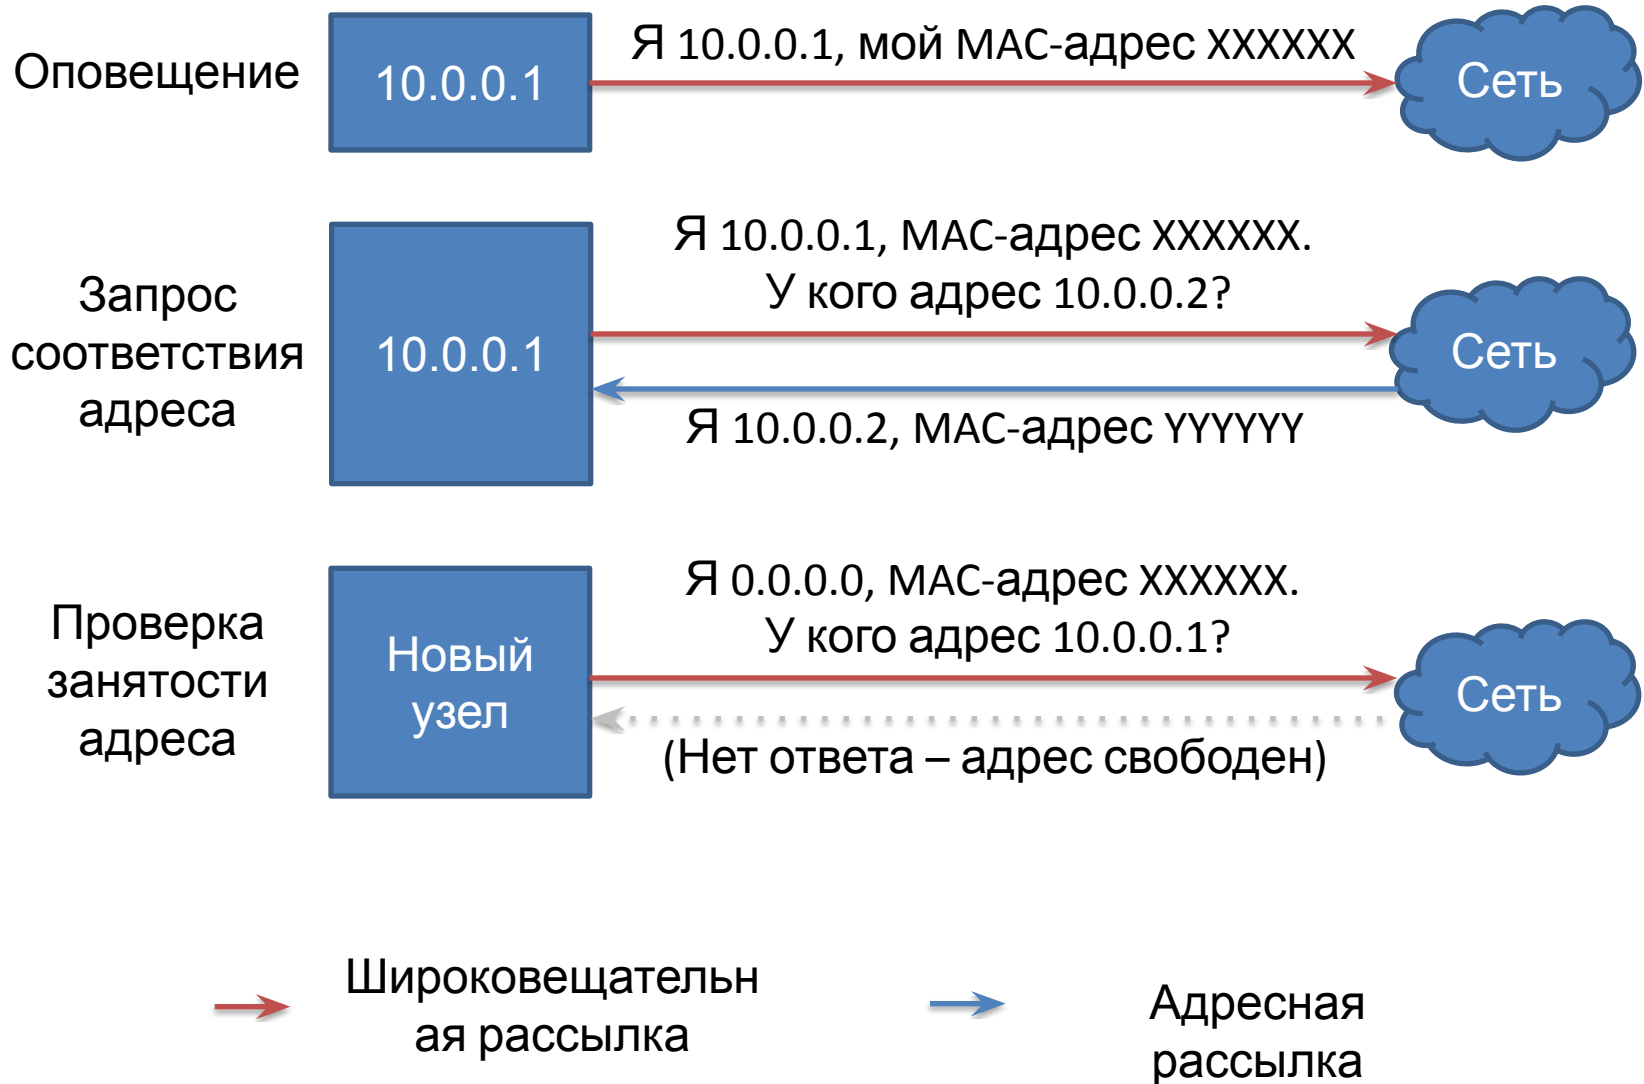 Оповещение
10.0.0.1
Я 10.0.0.1, мой MAC-адрес XXXXXX
Сеть
Запрос
соответствия
адреса
10.0.0.1
Я 10.0.0.1, MAC-адрес XXXXXX.
У кого адрес 10.0.0.2?
Я 10.0.0.2, MAC-адрес YYYYYY
Сеть
Проверка
занятости
адреса
Новый
узел
Я 0.0.0.0, MAC-адрес XXXXXX.
У кого адрес 10.0.0.1?
(Нет ответа – адрес свободен)
Сеть
Широковещательн
ая рассылка
Адресная
рассылка